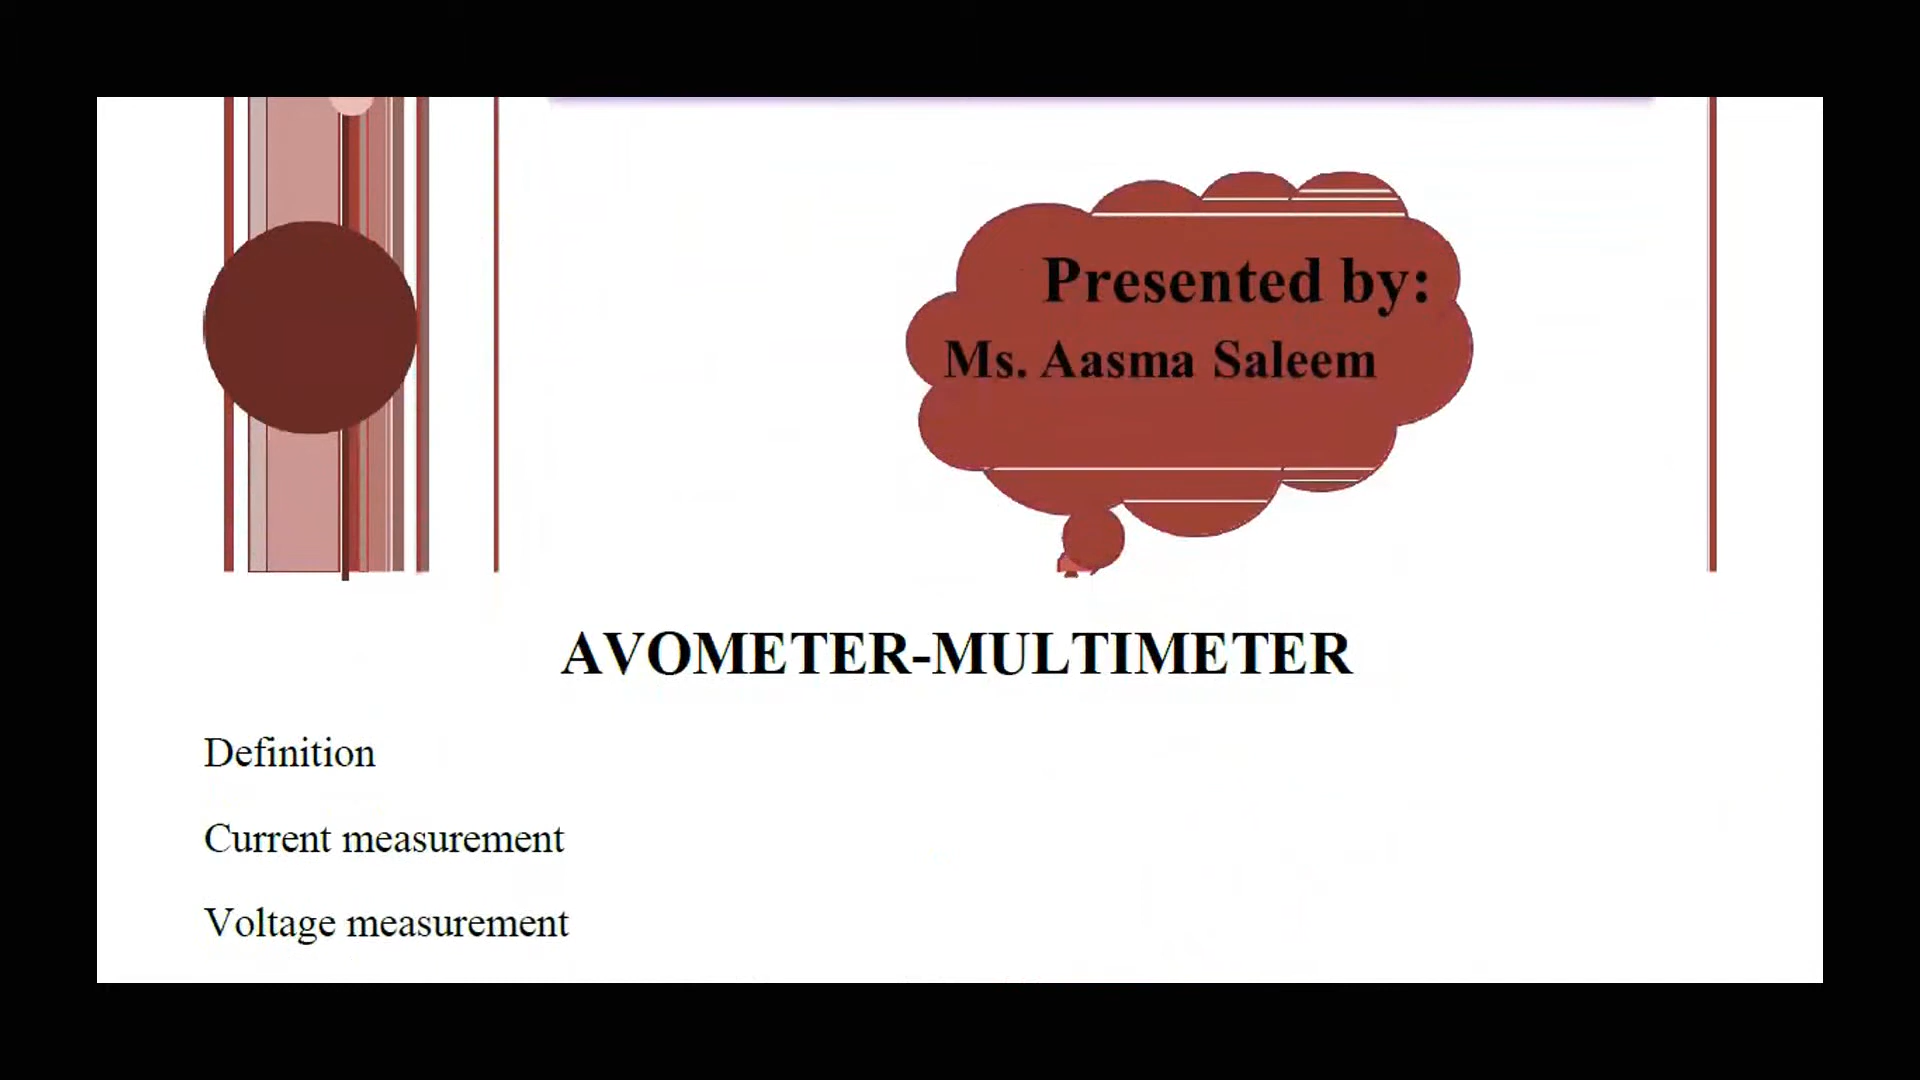 Presented by:
Ms. Aasma Saleem
AVOMETER-MULTIMETER
Definition
Current measurement
Voltage measurement